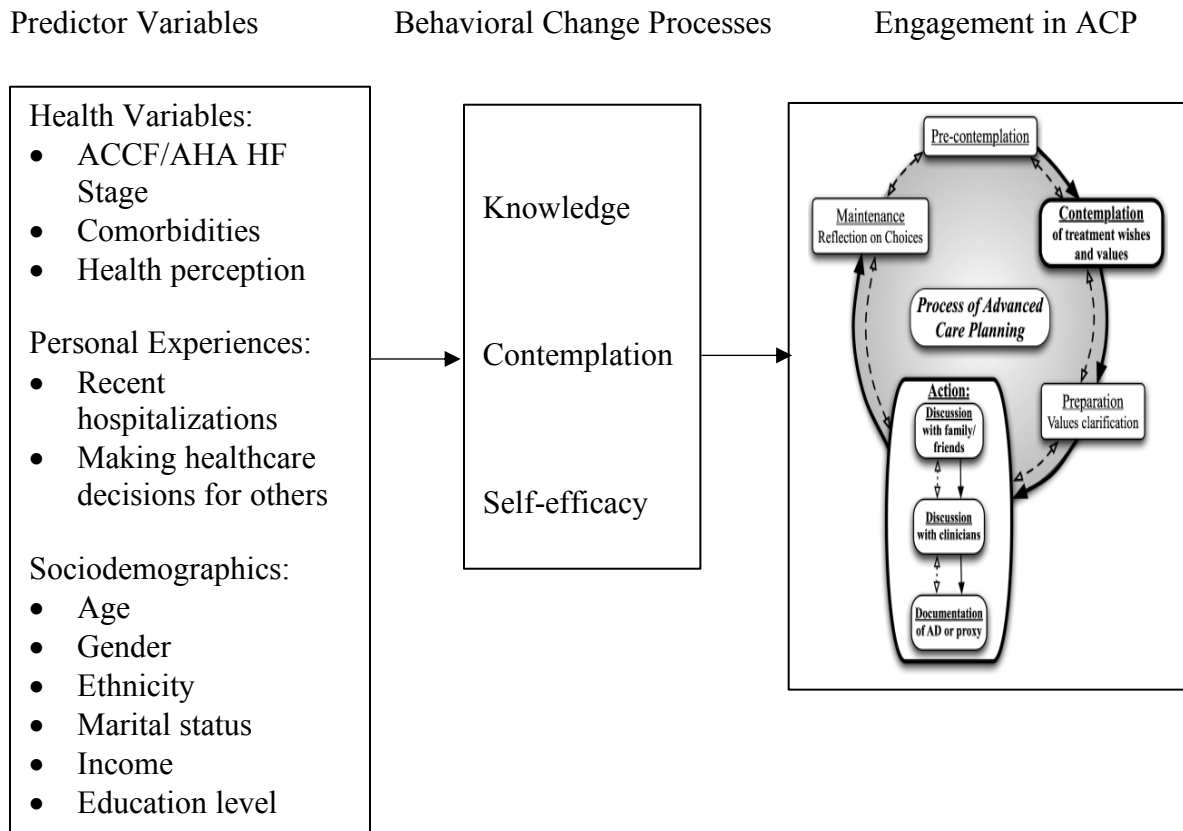 Predictor Variables
Behavioral Change Processes
Engagement in ACP
Health Variables:
• ACCF/AHA HF
Stage
• Comorbidities
• Health perception
Personal Experiences:
• Recent
hospitalizations
• Making healthcare
decisions for others
Sociodemographics:
• Age
• Gender
• Ethnicity
• Marital status
• Income
• Education level
Knowledge
Contemplation
Self-efficacy
Pre-contemplation
Contemplation
of treatment wishes
and values
Maintenance
Reflection on Choices
Process of Advanced
Care Planning
Preparation
Values clarification
Action:
Discussion
with family/
friends
Discussion
with clinicians
Documentation
of AD or proxy